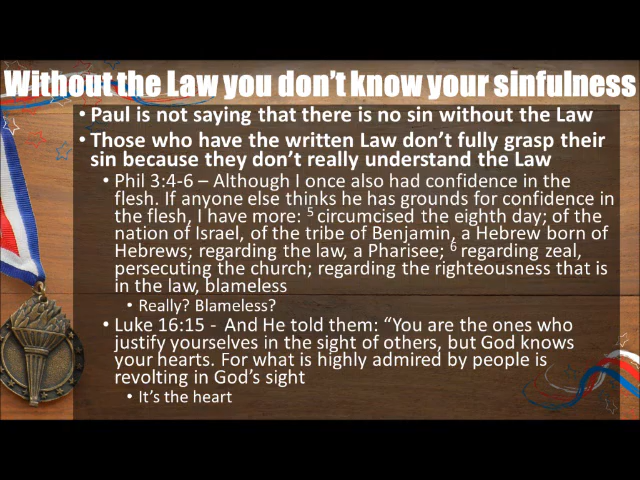 Without the Law you don't know your sinfulness
• Paul is not saying that there is no sin without the Law
• Those who have the written Law don't fully grasp their
sin because they don't really understand the Law
• Phil 3:4-6 – Although I once also had confidence in the
flesh. If anyone else thinks he has grounds for confidence in
the flesh, I have more: 5 circumcised the eighth day; of the
nation of Israel, of the tribe of Benjamin, a Hebrew born of
Hebrews; regarding the law, a Pharisee; 6 regarding zeal,
persecuting the church; regarding the righteousness that is
in the law, blameless
• Really? Blameless?
• Luke 16:15 - And He told them: “You are the ones who
justify yourselves in the sight of others, but God knows
your hearts. For what is highly admired by people is
revolting in God's sight
• It's the heart